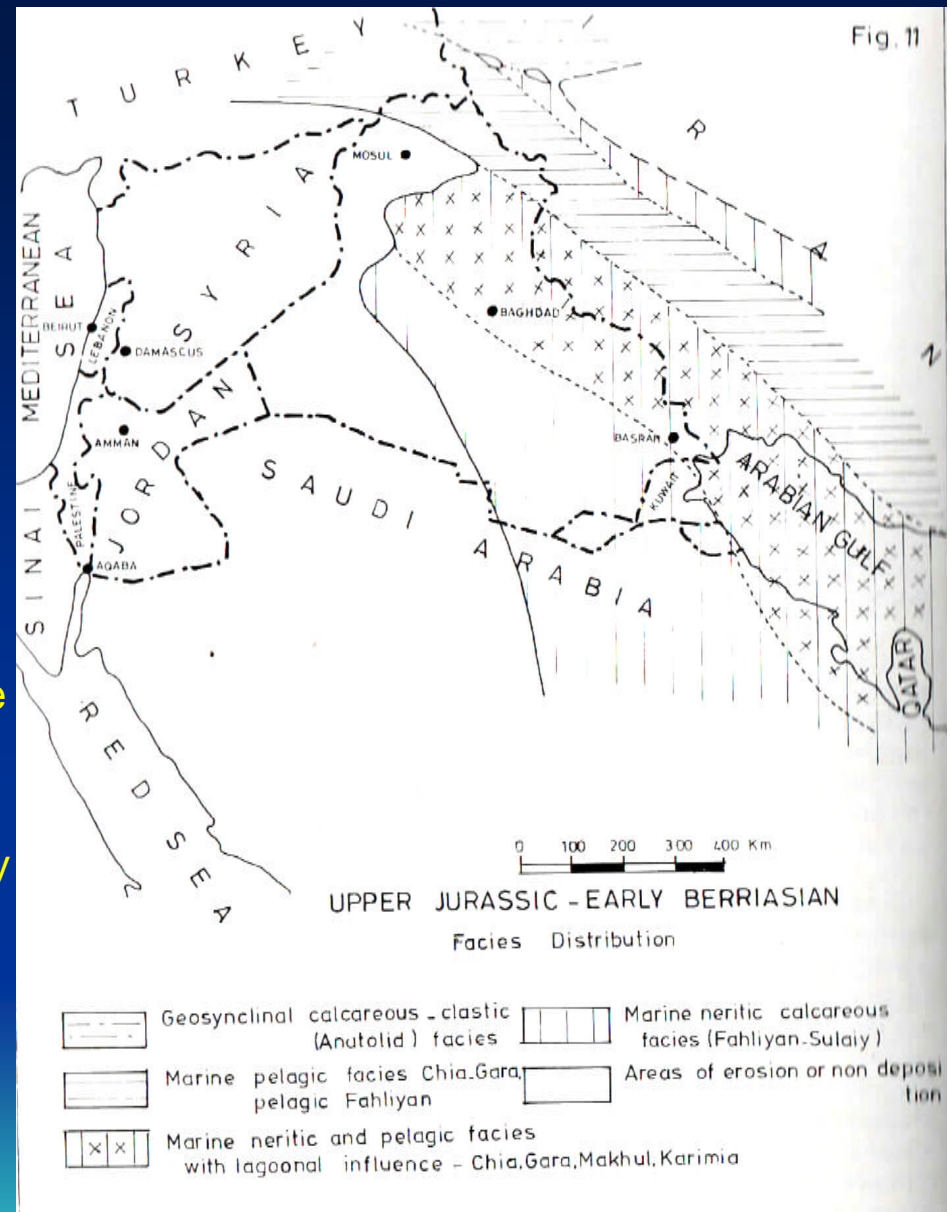 Fig. 11
TURKEY
IRAN
MOSUL
SYRIA
MEDITERRANEAN
SEA
BEIRUT
LEBANON
DAMASCUS
BAGHDAD
AMMAN
JORDAN
PALESTINE
SINAI
AQABA
SAUDI
ARABIA
BASRAH
KUWAIT
ARABIAN GULF
QATAR
RED SEA
e
y
0 100 200 300 400 Km
UPPER JURASSIC - EARLY BERRIASIAN
Facies Distribution
Geosynclinal calcareous - clastic
(Anutolid) facies
Marine neritic calcareous
facies (Fahliyan-Sulaiy)
Marine pelagic facies Chia-Gara,
pelagic Fahliyan
Areas of erosion or non deposi
tion
Marine neritic and pelagic facies
with lagoonal influence - Chia,Gara,Makhul,Karimia